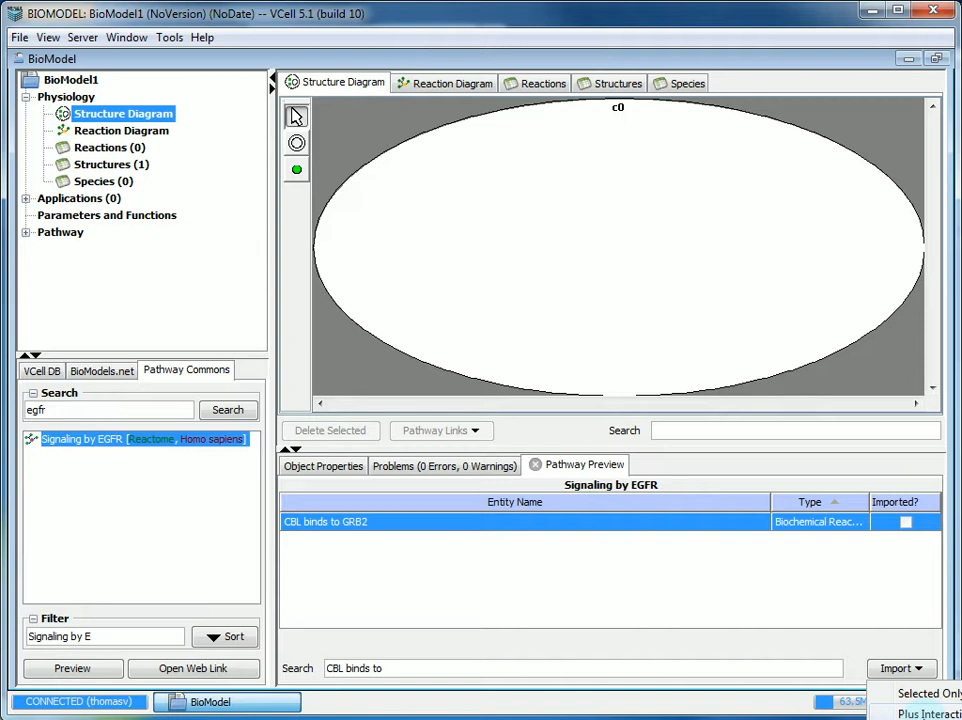 BIOMODEL: BioModel1 (NoVersion) (NoDate) -- VCell 5.1 (build 10)
File View Server Window Tools Help
BioModel
BioModel1
Physiology
Structure Diagram
Reaction Diagram
Reactions (0)
Structures (1)
Species (0)
Applications (0)
Parameters and Functions
Pathway
Structure Diagram Reaction Diagram Reactions Structures Species
c0
VCell DB BioModels.net Pathway Commons
Search
egfr Search
Signaling by EGFR [Reactome, Homo sapiens]
Filter
Signaling by E Sort
Preview Open Web Link
Delete Selected Pathway Links Search
Object Properties Problems (0 Errors, 0 Warnings) Pathway Preview
Signaling by EGFR
Entity Name Type Imported?
CBL binds to GRB2 Biochemical Reac...
Search CBL binds to Import
Selected Only
Plus Interacti
CONNECTED (thomasv) BioModel 63.5M